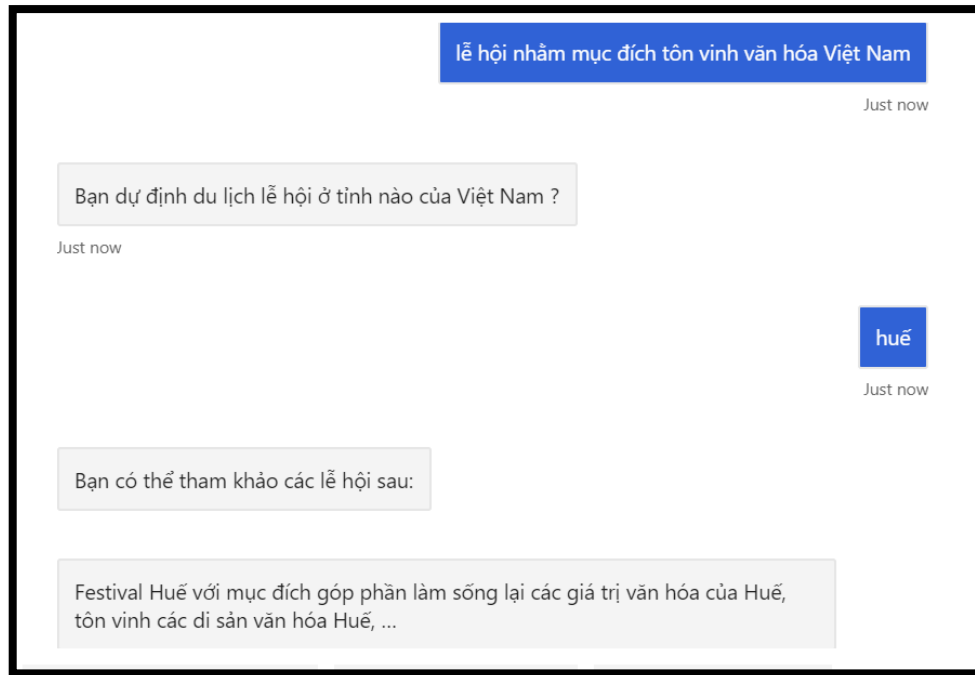 lễ hội nhằm mục đích tôn vinh văn hóa Việt Nam
Just now
Bạn dự định du lịch lễ hội ở tỉnh nào của Việt Nam ?
Just now
huế
Just now
Bạn có thể tham khảo các lễ hội sau:
Festival Huế với mục đích góp phần làm sống lại các giá trị văn hóa của Huế,
tôn vinh các di sản văn hóa Huế, ...